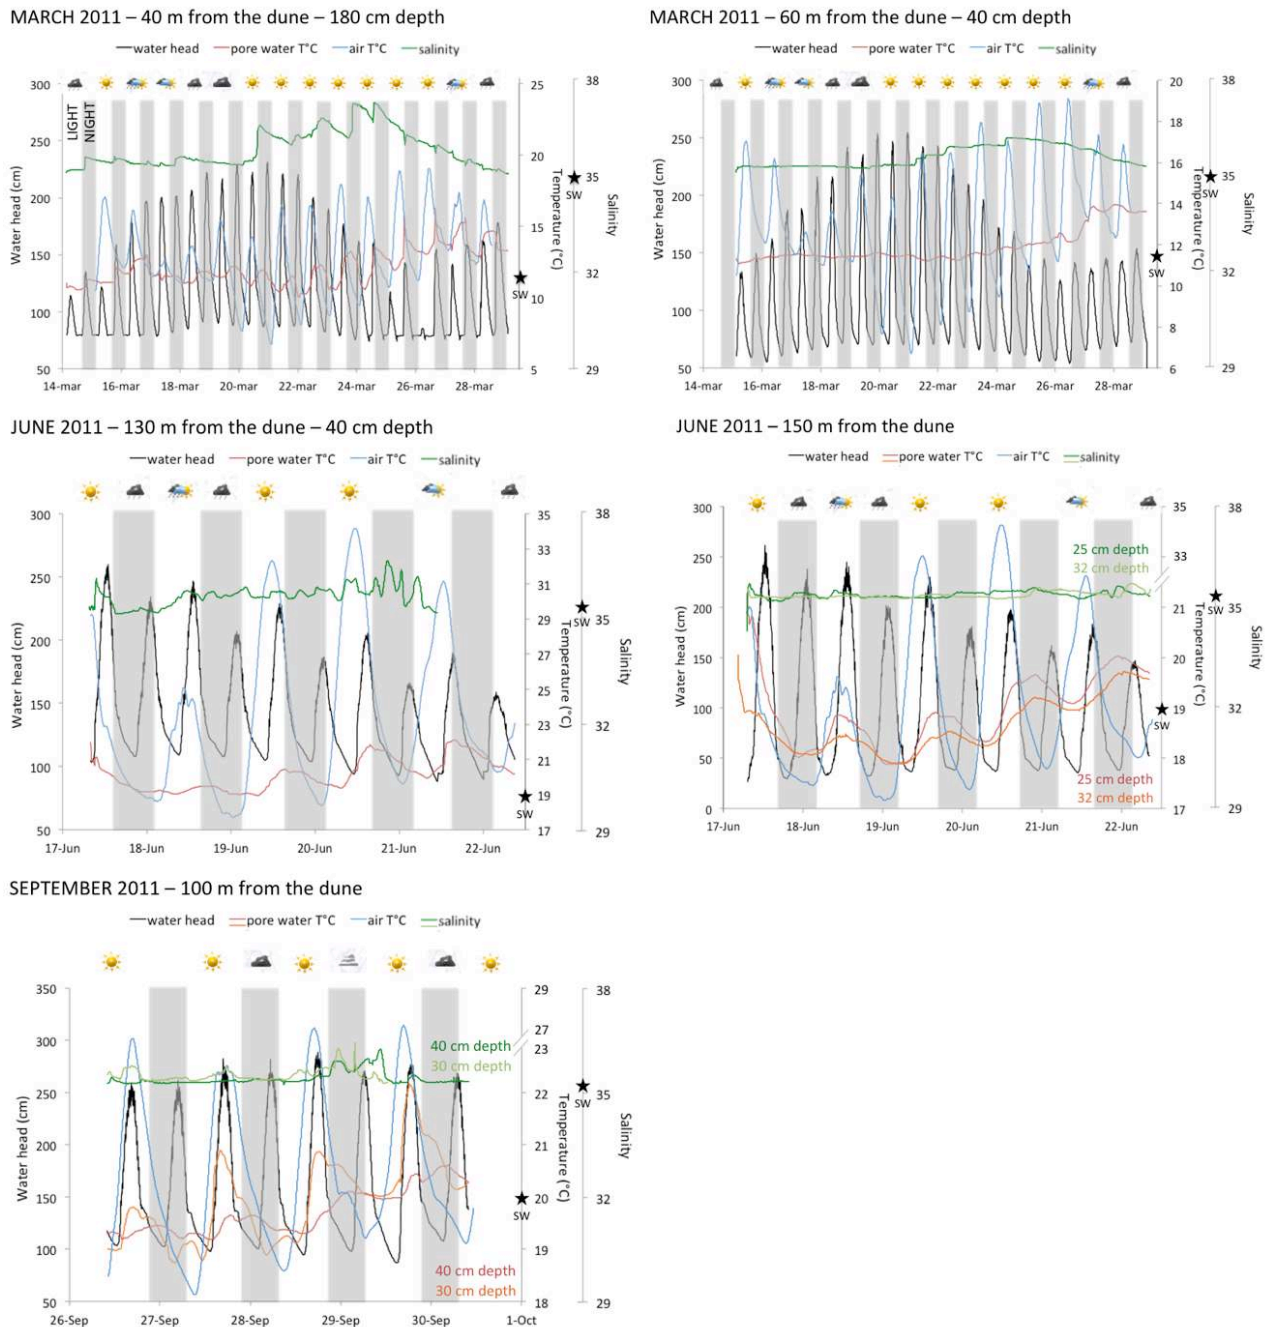 MARCH 2011 – 40 m from the dune – 180 cm depth
water head pore water T°C air T°C salinity
300
250
200
150
100
50
Water head (cm)
LIGHT
NIGHT
25
20
15
10
5
Temperature (°C)
SW
38
35
32
29
Salinity
SW
14-mar 16-mar 18-mar 20-mar 22-mar 24-mar 26-mar 28-mar
MARCH 2011 – 60 m from the dune – 40 cm depth
water head pore water T°C air T°C salinity
300
250
200
150
100
50
Water head (cm)
20
18
16
14
12
10
8
6
Temperature (°C)
SW
38
35
32
29
Salinity
SW
14-mar 16-mar 18-mar 20-mar 22-mar 24-mar 26-mar 28-mar
JUNE 2011 – 130 m from the dune – 40 cm depth
water head pore water T°C air T°C salinity
300
250
200
150
100
50
Water head (cm)
35
33
31
29
27
25
23
21
19
17
Temperature (°C)
SW
38
35
32
29
Salinity
SW
17-Jun 18-Jun 19-Jun 20-Jun 21-Jun 22-Jun
JUNE 2011 – 150 m from the dune
water head pore water T°C air T°C salinity
300
250
200
150
100
50
0
Water head (cm)
25 cm depth
32 cm depth
25 cm depth
32 cm depth
35
33
21
20
19
18
17
Temperature (°C)
SW
38
35
32
29
Salinity
SW
17-Jun 18-Jun 19-Jun 20-Jun 21-Jun 22-Jun
SEPTEMBER 2011 – 100 m from the dune
water head pore water T°C air T°C salinity
350
300
250
200
150
100
50
Water head (cm)
40 cm depth
30 cm depth
40 cm depth
30 cm depth
29
27
23
22
21
20
19
18
Temperature (°C)
SW
38
35
32
29
Salinity
SW
26-Sep 27-Sep 28-Sep 29-Sep 30-Sep 1-Oct